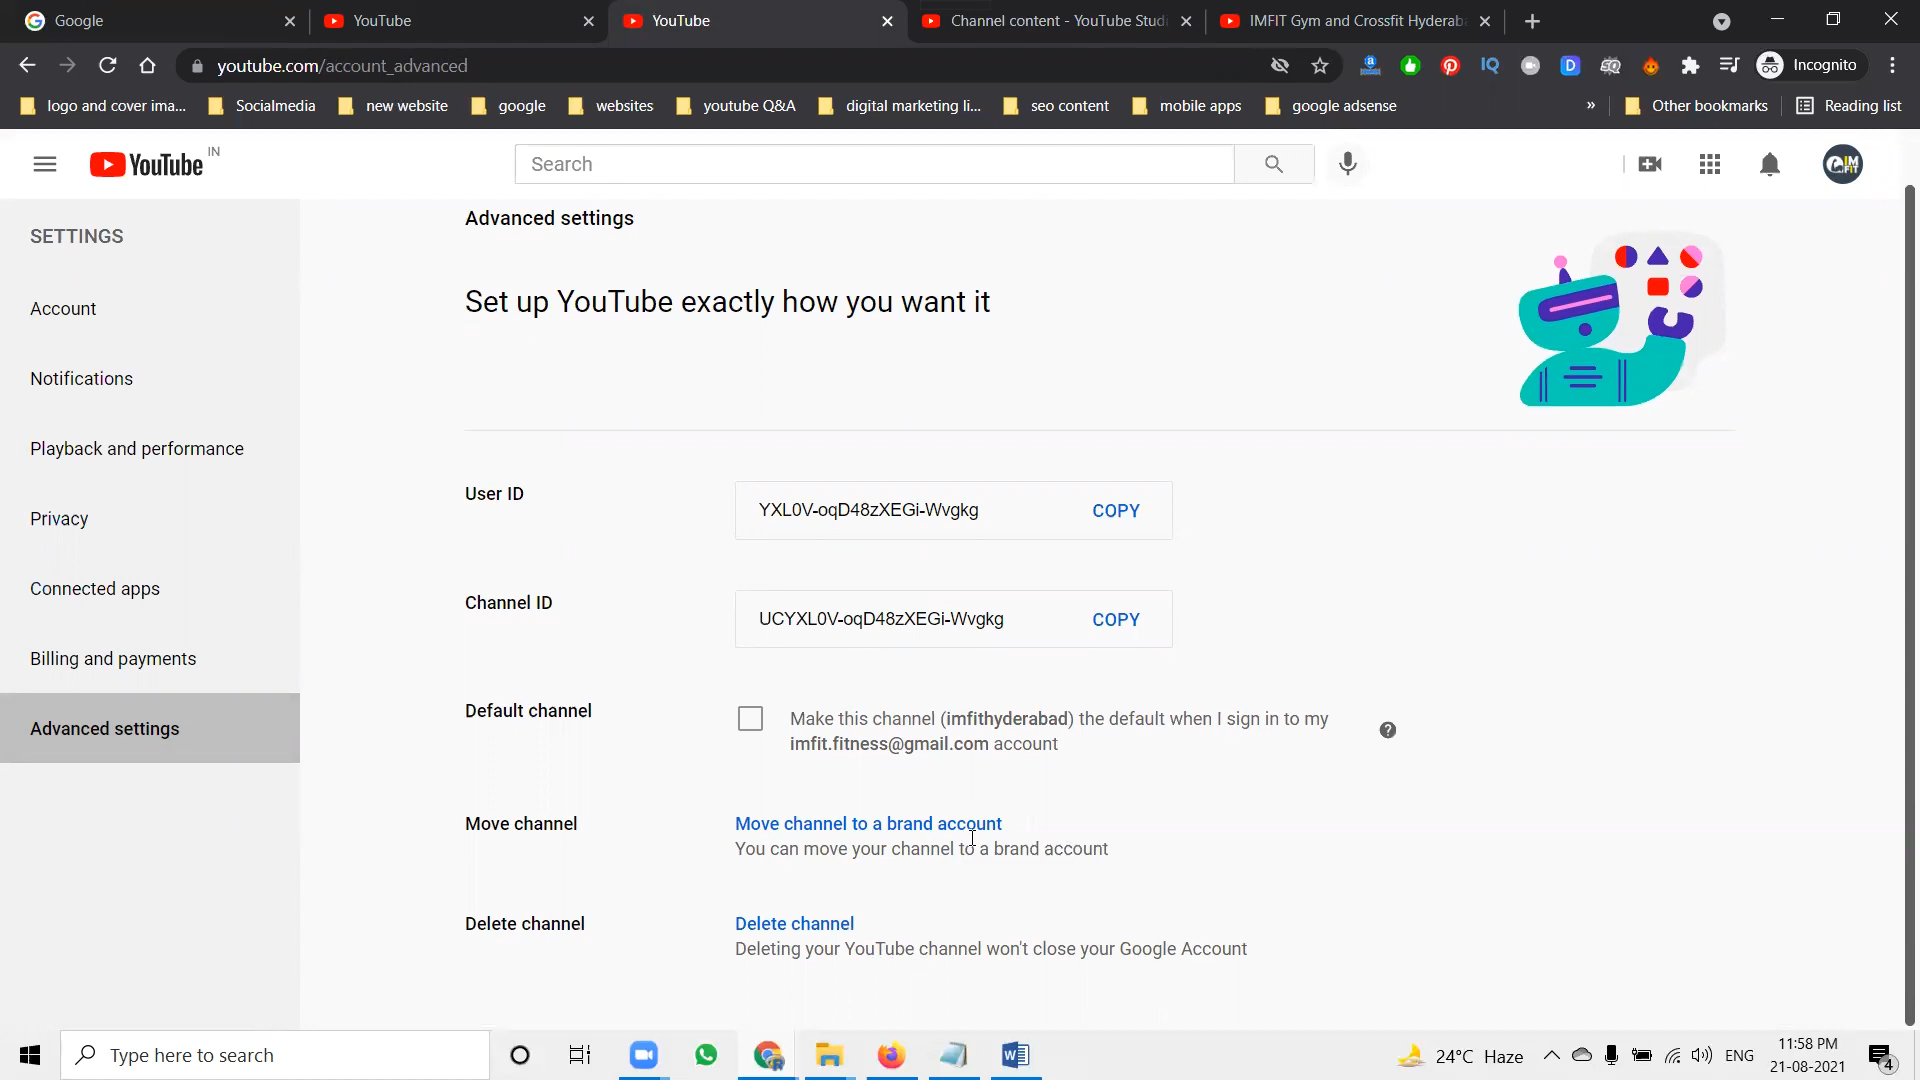 Google
YouTube
YouTube
Channel content - YouTube Stud
IMFIT Gym and Crossfit Hyderab
youtube.com/account_advanced
Incognito
logo and cover ima...
Socialmedia
new website
google
websites
youtube Q&A
digital marketing li...
seo content
mobile apps
google adsense
»
Other bookmarks
Reading list
YouTube IN
Search
IM FIT
SETTINGS
Account
Notifications
Playback and performance
Privacy
Connected apps
Billing and payments
Advanced settings
Advanced settings
Set up YouTube exactly how you want it
User ID
YXL0V-oqD48zXEGi-Wvgkg
COPY
Channel ID
UCYXL0V-oqD48zXEGi-Wvgkg
COPY
Default channel
Make this channel (imfithyderabad) the default when I sign in to my
imfit.fitness@gmail.com account
Move channel
Move channel to a brand account
You can move your channel to a brand account
Delete channel
Delete channel
Deleting your YouTube channel won't close your Google Account
Type here to search
24°C Haze
ENG
11:58 PM
21-08-2021
4